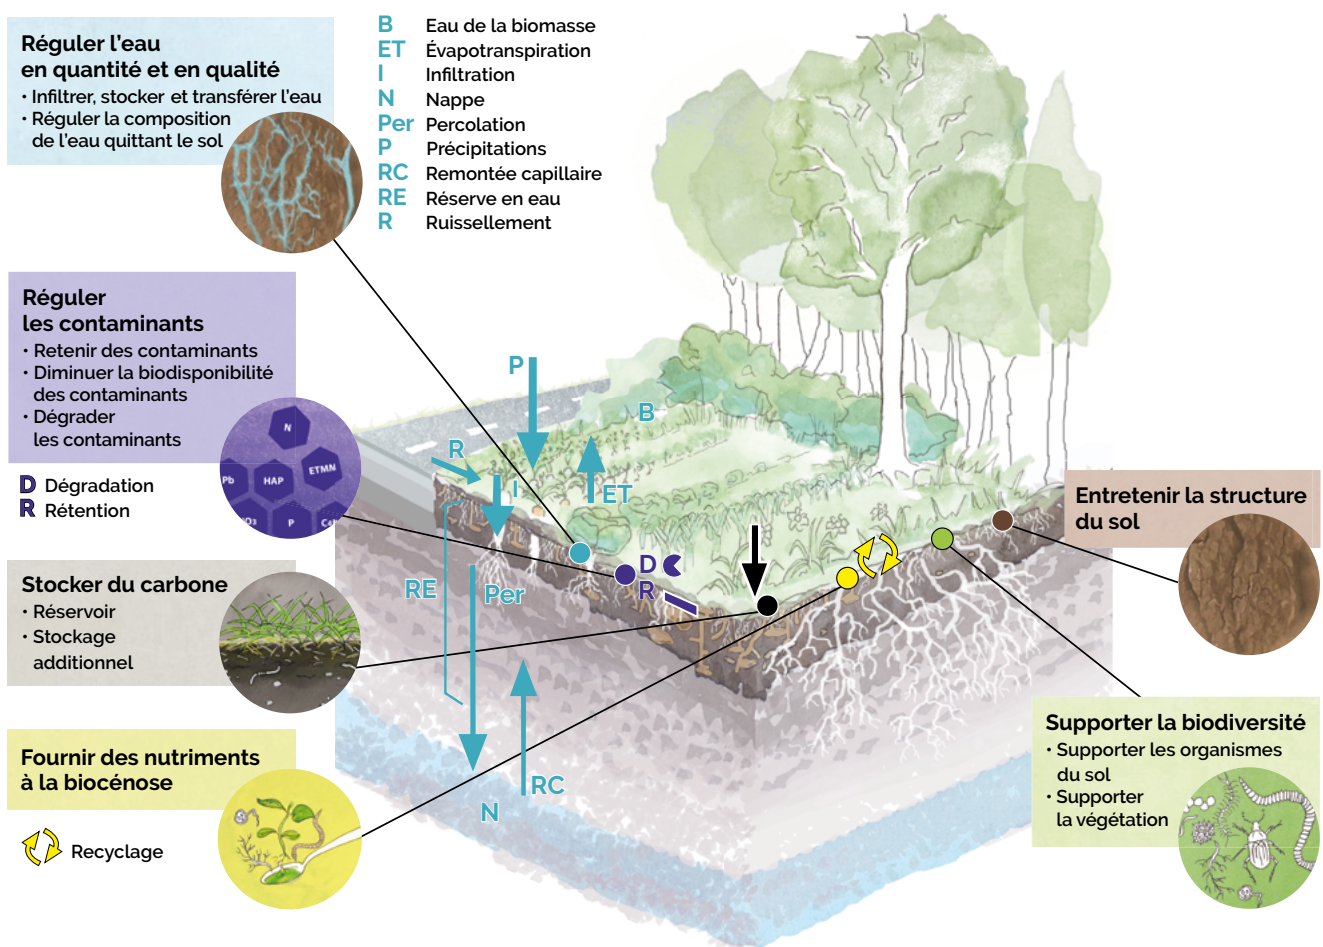 Réguler l'eau
en quantité et en qualité
• Infiltrer, stocker et transférer l'eau
• Réguler la composition
de l'eau quittant le sol
B Eau de la biomasse
ET Évapotranspiration
I Infiltration
N Nappe
Per Percolation
P Précipitations
RC Remontée capillaire
RE Réserve en eau
R Ruissellement
Réguler
les contaminants
• Retenir des contaminants
• Diminuer la biodisponibilité
des contaminants
• Dégrader
les contaminants
N
Pb
HAP
ETMN
P
D Dégradation
R Rétention
Stocker du carbone
• Réservoir
• Stockage
additionnel
Fournir des nutriments
à la biocénose
Recyclage
P
B
R
I
ET
RE
Per
D
R
RC
N
Entretenir la structure
du sol
Supporter la biodiversité
• Supporter les organismes
du sol
• Supporter
la végétation